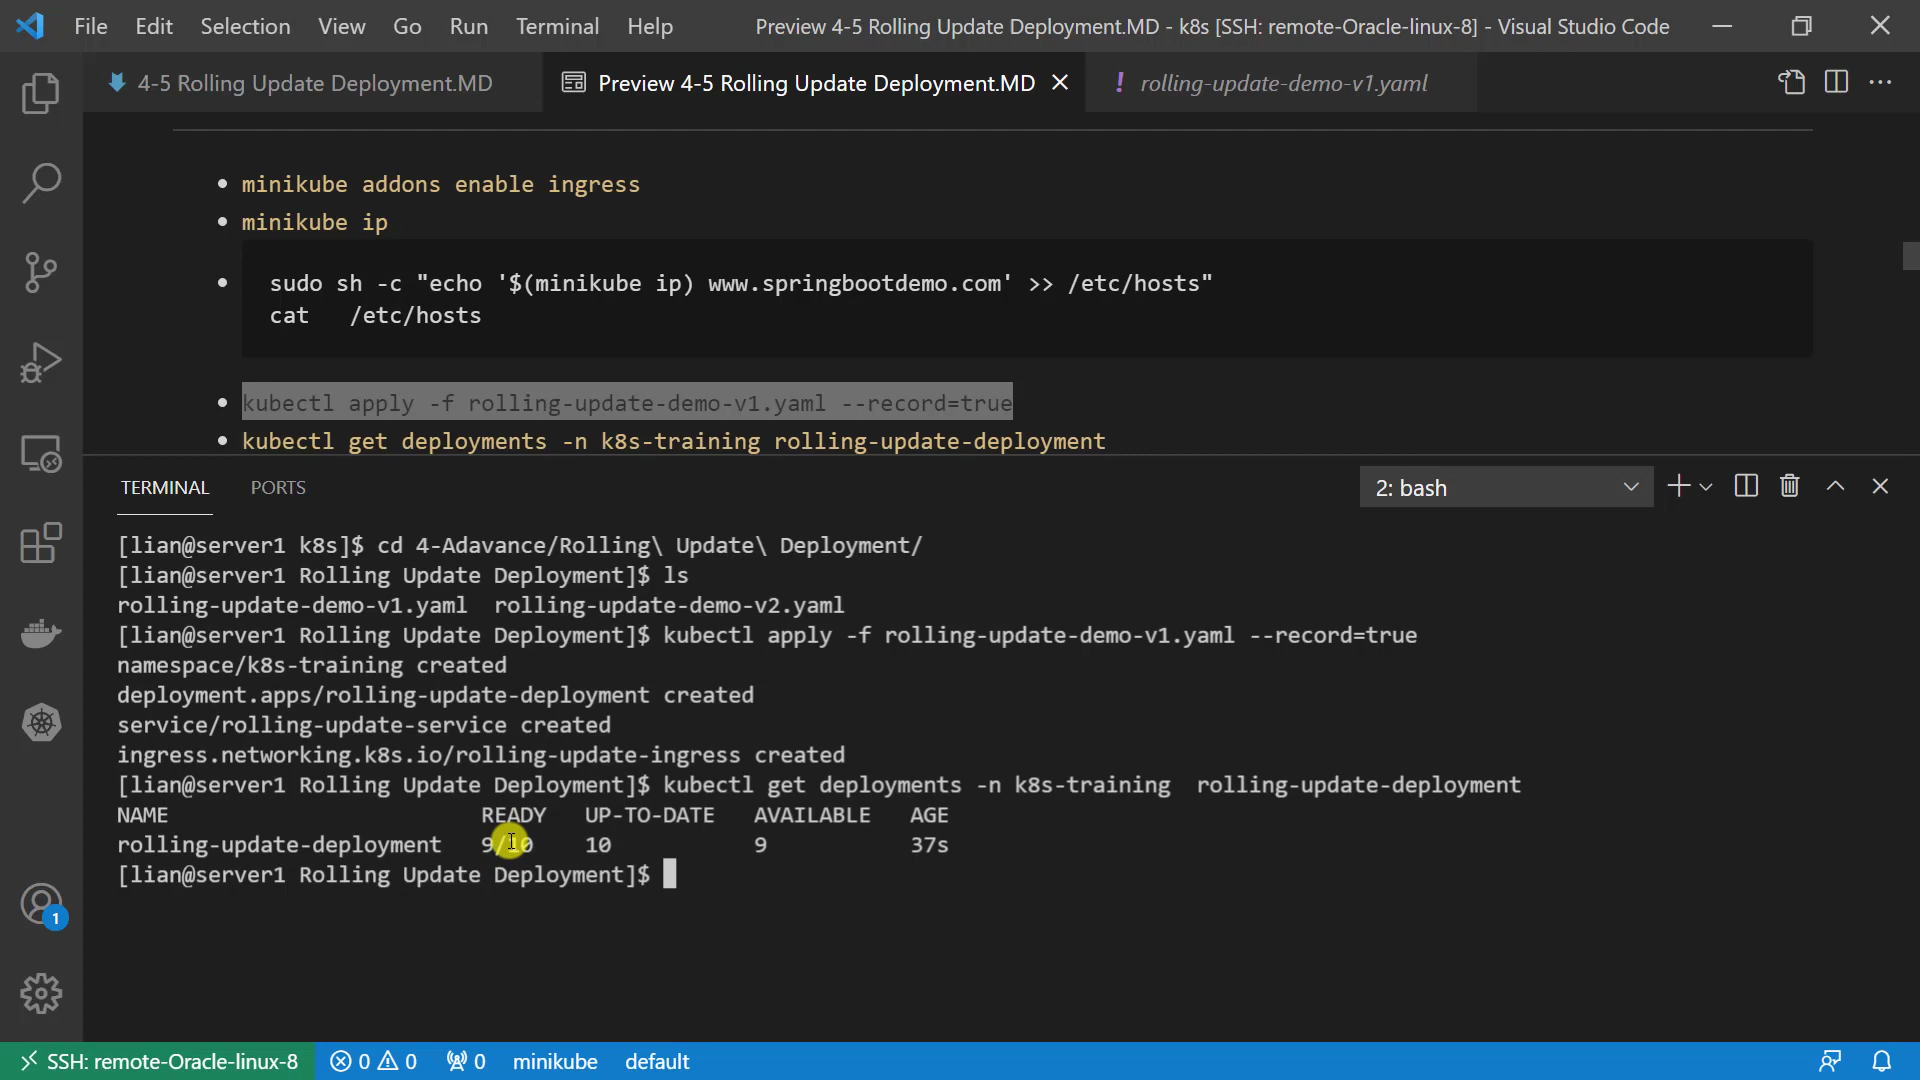 File Edit Selection View Go Run Terminal Help Preview 4-5 Rolling Update Deployment.MD - k8s [SSH: remote-Oracle-linux-8] - Visual Studio Code
4-5 Rolling Update Deployment.MD Preview 4-5 Rolling Update Deployment.MD ! rolling-update-demo-v1.yaml
• minikube addons enable ingress
• minikube ip
• sudo sh -c "echo '$(minikube ip) www.springbootdemo.com' >> /etc/hosts"
cat /etc/hosts
• kubectl apply -f rolling-update-demo-v1.yaml --record=true
• kubectl get deployments -n k8s-training rolling-update-deployment
TERMINAL PORTS 2: bash
[lian@server1 k8s]$ cd 4-Adavance/Rolling\ Update\ Deployment/
[lian@server1 Rolling Update Deployment]$ ls
rolling-update-demo-v1.yaml rolling-update-demo-v2.yaml
[lian@server1 Rolling Update Deployment]$ kubectl apply -f rolling-update-demo-v1.yaml --record=true
namespace/k8s-training created
deployment.apps/rolling-update-deployment created
service/rolling-update-service created
ingress.networking.k8s.io/rolling-update-ingress created
[lian@server1 Rolling Update Deployment]$ kubectl get deployments -n k8s-training rolling-update-deployment
NAME READY UP-TO-DATE AVAILABLE AGE
rolling-update-deployment 9/10 10 9 37s
[lian@server1 Rolling Update Deployment]$
1
SSH: remote-Oracle-linux-8 0 0 0 minikube default